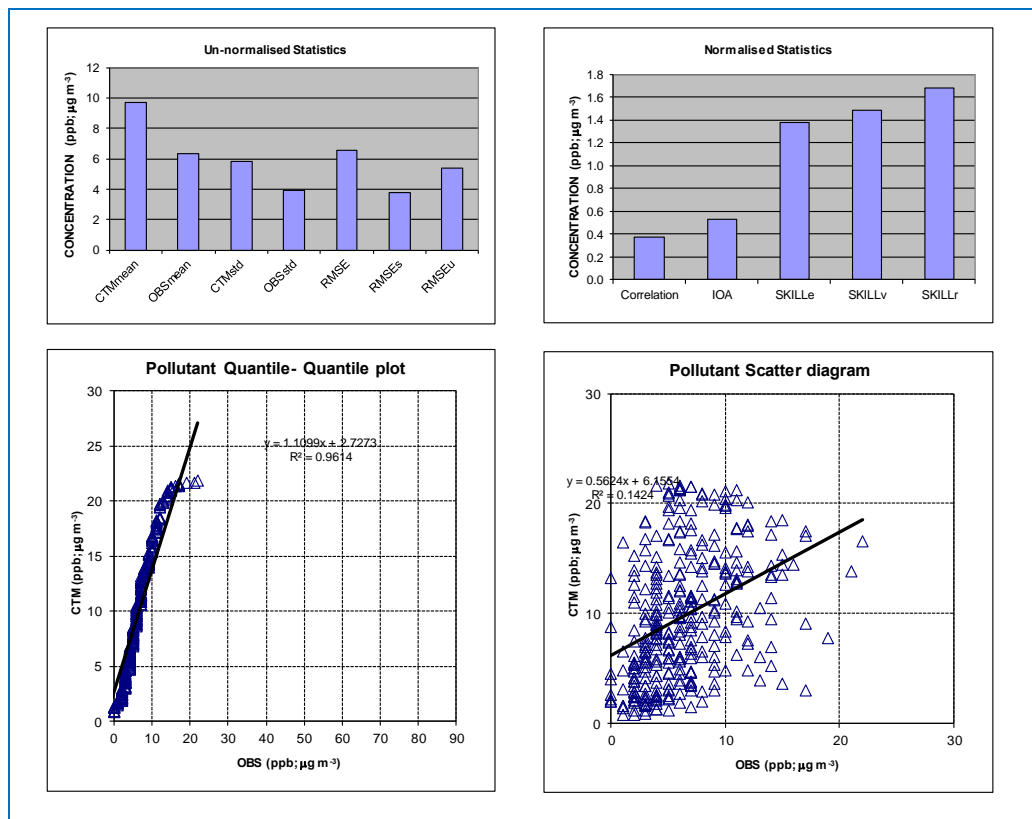 Un-normalised Statistics
CONCENTRATION (ppb; µg m-3)
12
10
8
6
4
2
0
CTMmean
OBSmean
CTMstd
OBSstd
RMSE
RMSEs
RMSEu
Normalised Statistics
CONCENTRATION (ppb; µg m-3)
1.8
1.6
1.4
1.2
1.0
0.8
0.6
0.4
0.2
0.0
Correlation
IOA
SKILLe
SKILLv
SKILLr
Pollutant Quantile- Quantile plot
CTM (ppb; µg m-3)
30
25
20
15
10
5
0
y = 1.1099x + 2.7273
R² = 0.9614
0 10 20 30 40 50 60 70 80 90
OBS (ppb; µg m-3)
Pollutant Scatter diagram
CTM (ppb; µg m-3)
30
20
10
0
y = 0.5624x + 6.1554
R² = 0.1424
0 10 20 30
OBS (ppb; µg m-3)